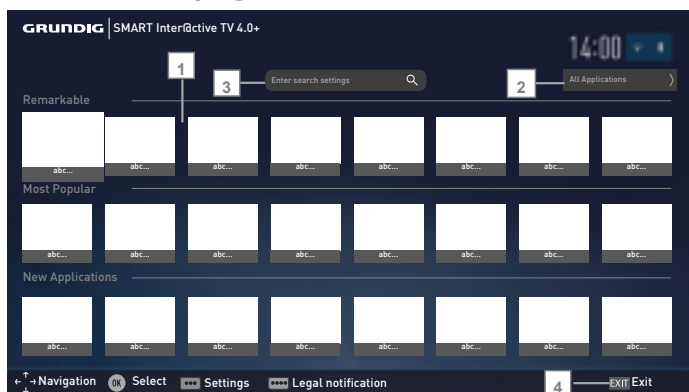 GRUNDIG SMART Inter@ctive TV 4.0+
14:00
1
3
Enter search settings
2
All Applications
Remarkable
abc... abc... abc... abc... abc... abc... abc... abc...
Most Popular
abc... abc... abc... abc... abc... abc... abc... abc...
New Applications
abc... abc... abc... abc... abc... abc... abc... abc...
Navigation OK Select Settings Legal notification 4 EXIT Exit